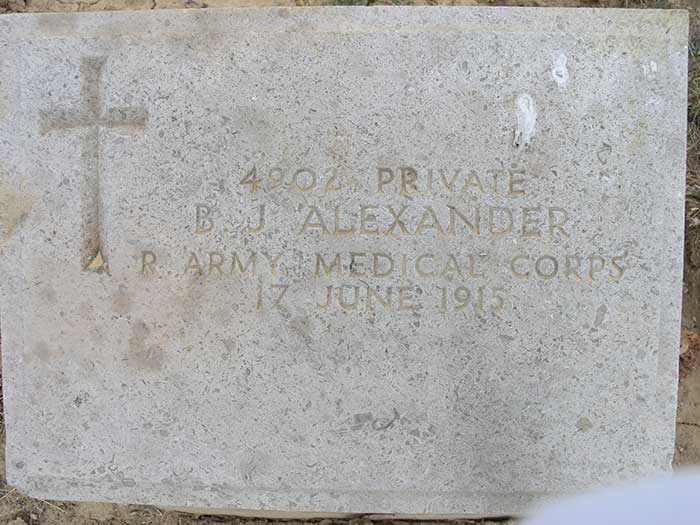 4902 PRIVATE
B J ALEXANDER
R ARMY MEDICAL CORPS
17 JUNE 1915